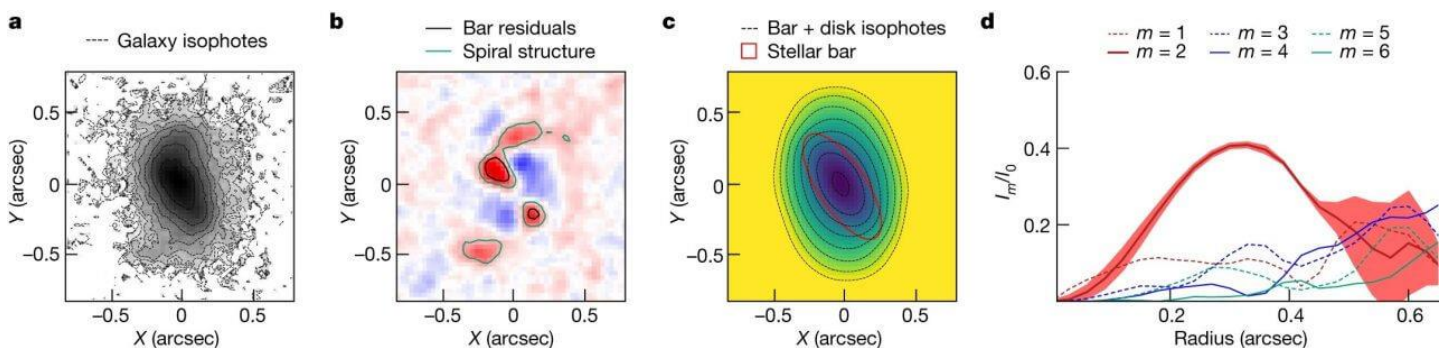 a
Galaxy isophotes
Y (arcsec)
0.5
0
−0.5
−0.5 0 0.5
X (arcsec)
b
Bar residuals
Spiral structure
Y (arcsec)
0.5
0
−0.5
−0.5 0 0.5
X (arcsec)
c
Bar + disk isophotes
Stellar bar
Y (arcsec)
0.5
0
−0.5
−0.5 0 0.5
X (arcsec)
d
m = 1 m = 3 m = 5
m = 2 m = 4 m = 6
Im/I0
0.6
0.4
0.2
0.2 0.4 0.6
Radius (arcsec)